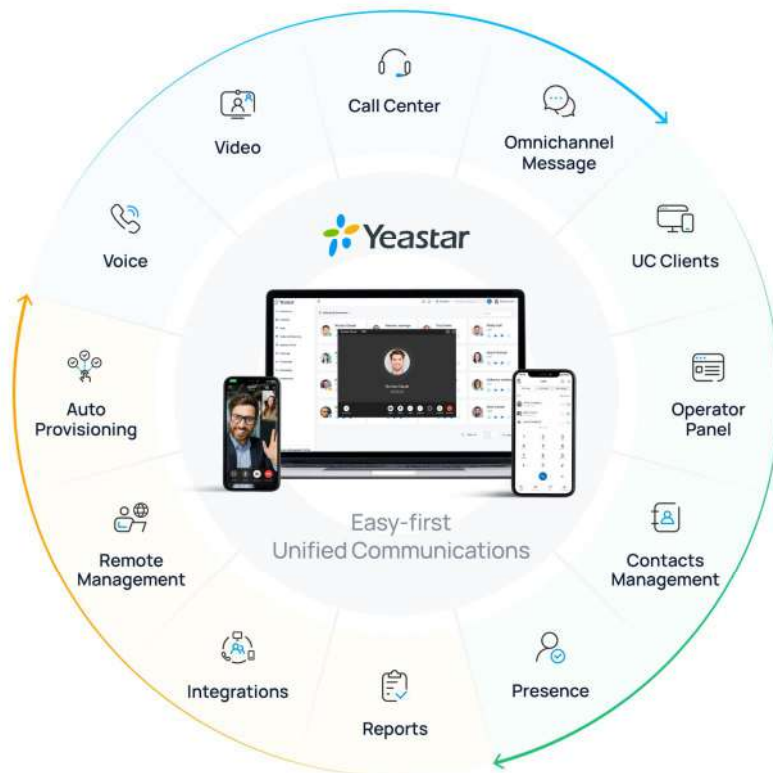 Call Center
Video
Omnichannel
Message
Voice
Yeastar
UC Clients
Auto
Provisioning
Operator
Panel
Easy-first
Unified Communications
Remote
Management
Contacts
Management
Integrations
Reports
Presence